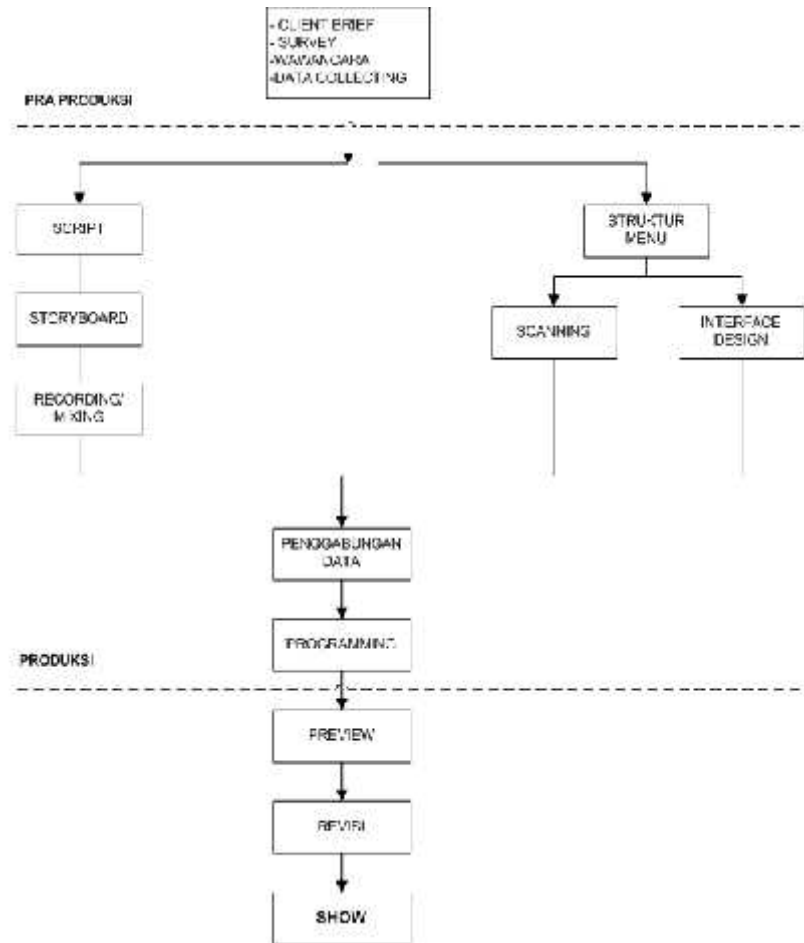 - CLIENT BRIEF
- SURVEY
-WAWANCARA
-DATA COLLECTING
PRA PRODUKSI
SCRIPT
STRUKTUR
MENU
STORYBOARD
SCANNING
INTERFACE
DESIGN
RECORDING/
MIXING
PENGGABUNGAN
DATA
PROGRAMMING
PRODUKSI
PREVIEW
REVISI
SHOW